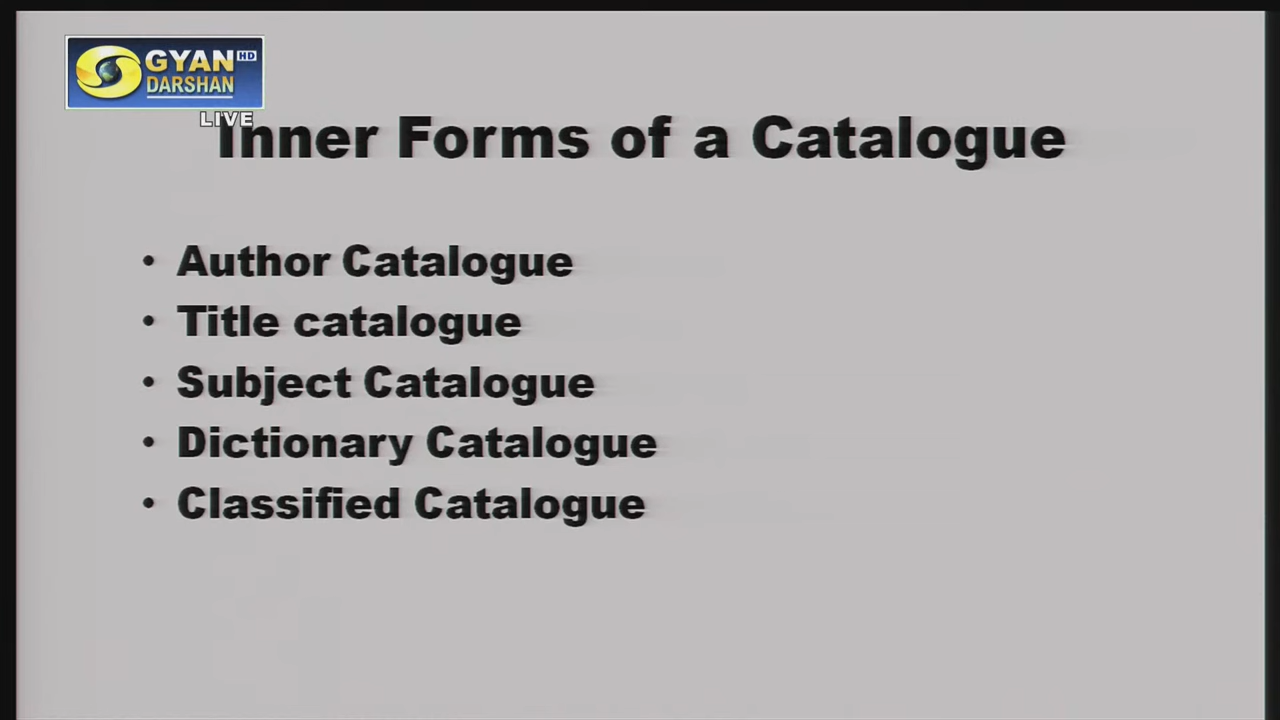 GYAN HD
DARSHAN
LIVE
Inner Forms of a Catalogue
• Author Catalogue
• Title catalogue
• Subject Catalogue
• Dictionary Catalogue
• Classified Catalogue